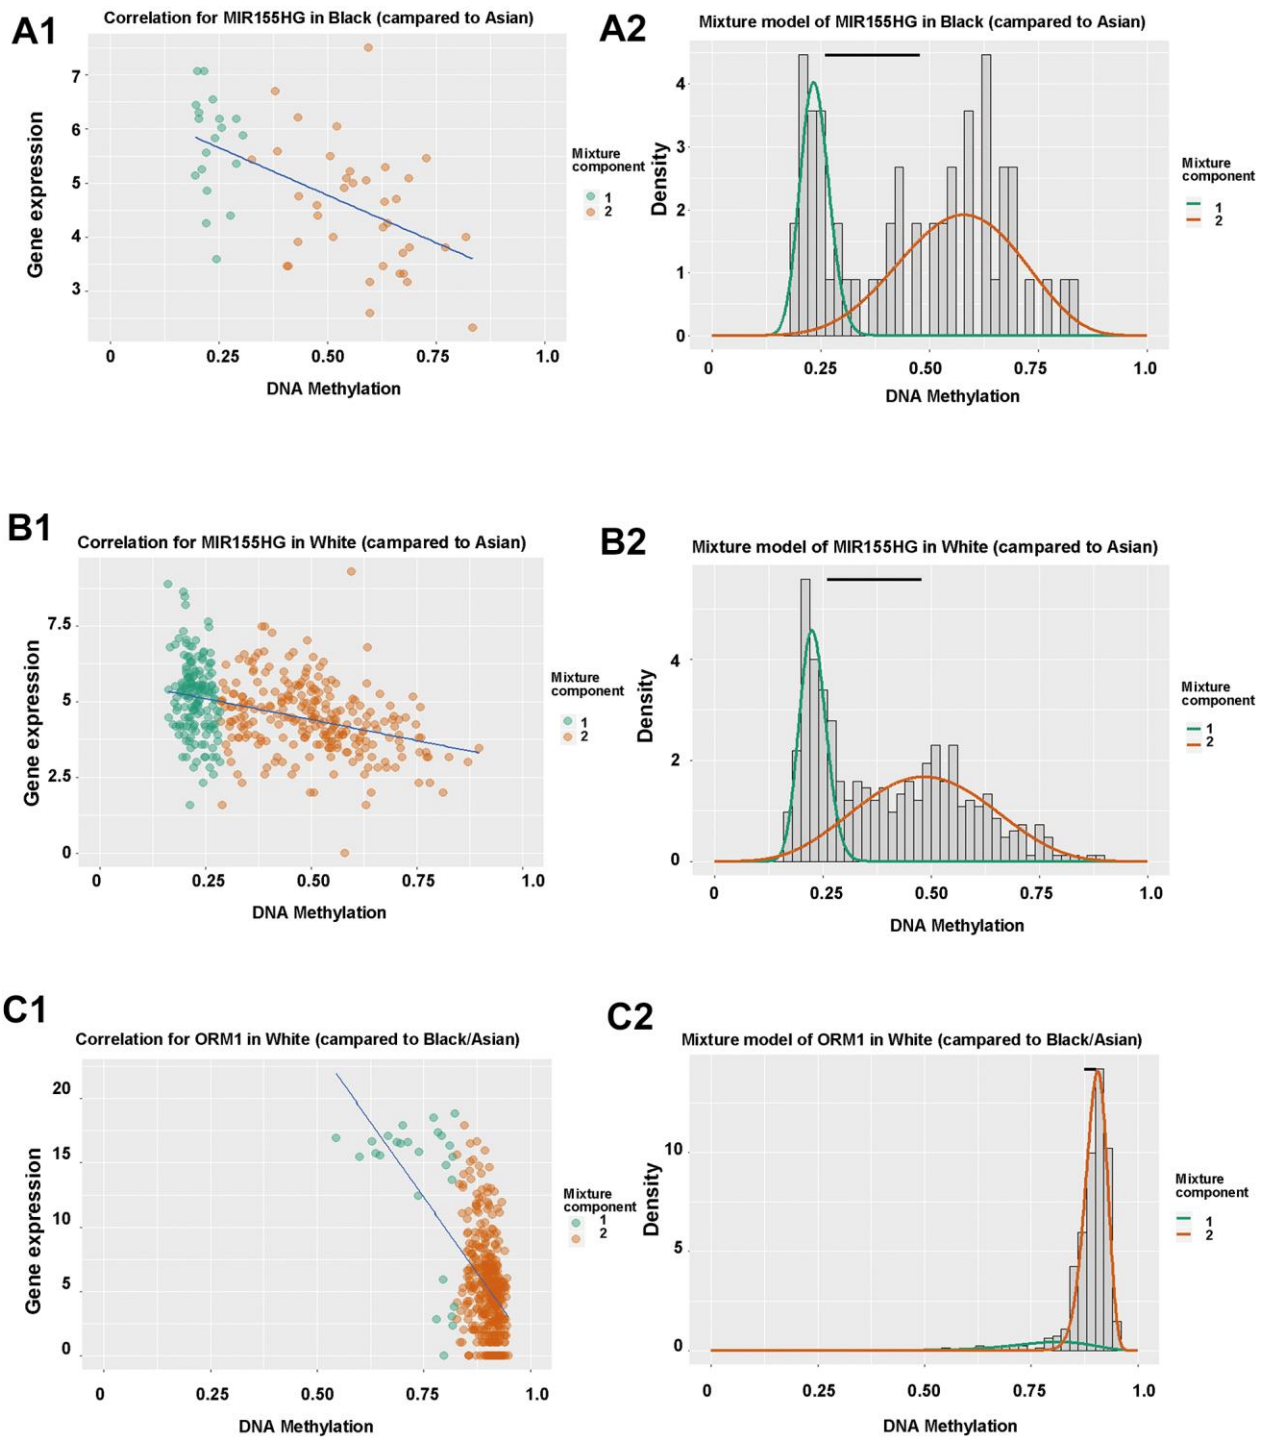 A1
Correlation for MIR155HG in Black (campared to Asian)
Gene expression
7
6
5
4
3
0 0.25 0.50 0.75 1.0
DNA Methylation
Mixture
component
1
2
A2
Mixture model of MIR155HG in Black (campared to Asian)
Density
4
3
2
1
0
0 0.25 0.50 0.75 1.0
DNA Methylation
Mixture
component
1
2
B1
Correlation for MIR155HG in White (campared to Asian)
Gene expression
7.5
5
2.5
0
0 0.25 0.50 0.75 1.0
DNA Methylation
Mixture
component
1
2
B2
Mixture model of MIR155HG in White (campared to Asian)
Density
4
2
0
0 0.25 0.50 0.75 1.0
DNA Methylation
Mixture
component
1
2
C1
Correlation for ORM1 in White (campared to Black/Asian)
Gene expression
20
15
10
5
0
0 0.25 0.50 0.75 1.0
DNA Methylation
Mixture
component
1
2
C2
Mixture model of ORM1 in White (campared to Black/Asian)
Density
10
5
0
0 0.25 0.75 1.0
DNA Methylation
Mixture
component
1
2